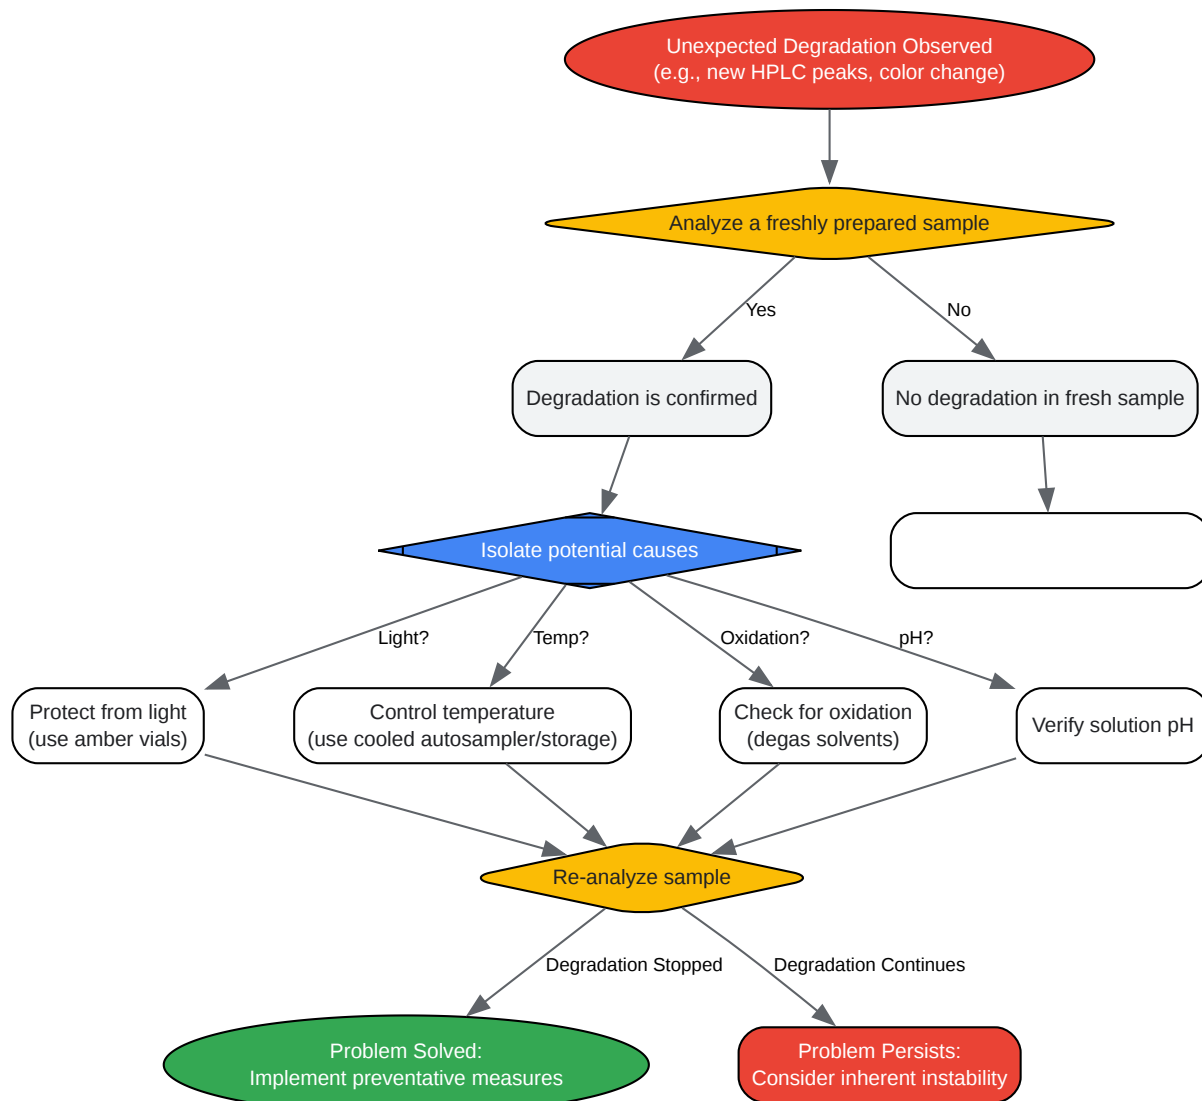 Unexpected Degradation Observed
(e.g., new HPLC peaks, color change)
Analyze a freshly prepared sample
Yes
No
Degradation is confirmed
No degradation in fresh sample
Isolate potential causes
Light?
Temp?
Oxidation?
pH?
Protect from light
(use amber vials)
Control temperature
(use cooled autosampler/storage)
Check for oxidation
(degas solvents)
Verify solution pH
Re-analyze sample
Degradation Stopped
Degradation Continues
Problem Solved:
Implement preventative measures
Problem Persists:
Consider inherent instability